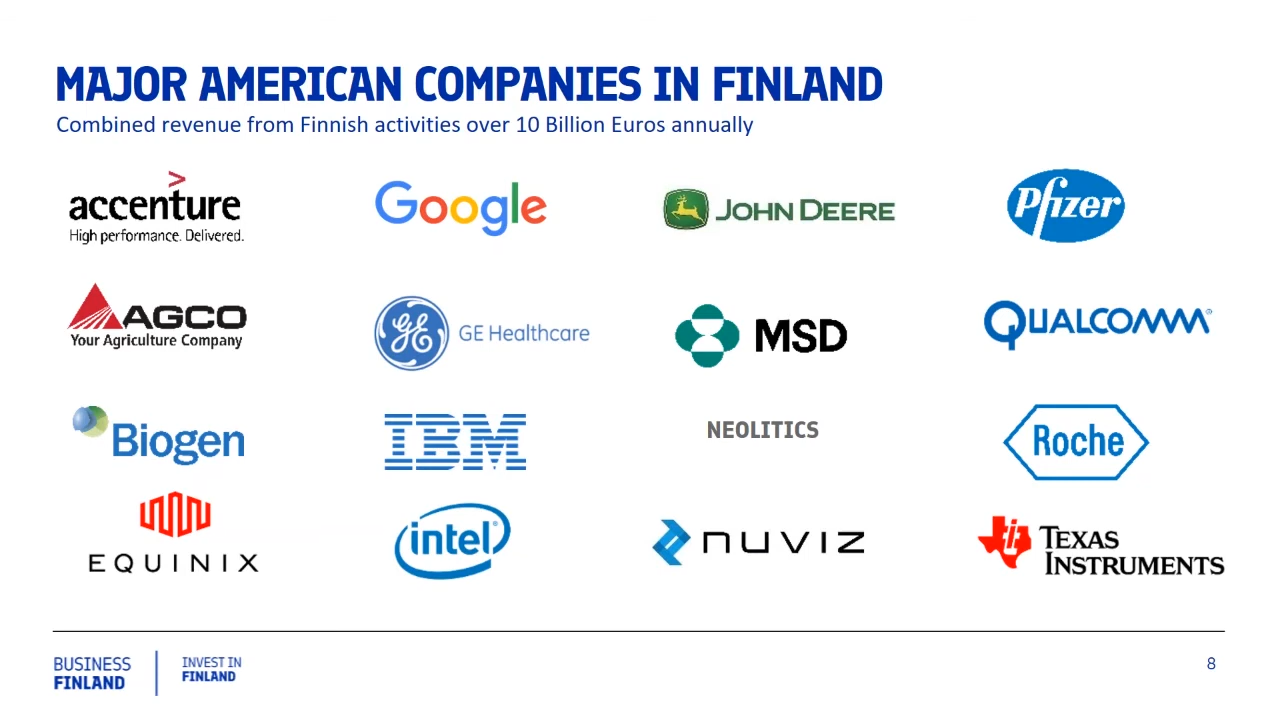 MAJOR AMERICAN COMPANIES IN FINLAND
Combined revenue from Finnish activities over 10 Billion Euros annually
accenture
High performance. Delivered.
Google
JOHN DEERE
Pfizer
AGCO
Your Agriculture Company
GE
GE Healthcare
MSD
QUALCOMM®
Biogen
IBM
NEOLITICS
Roche
EQUINIX
intel®
nuviz
TEXAS
INSTRUMENTS
BUSINESS
FINLAND
INVEST IN
FINLAND
8